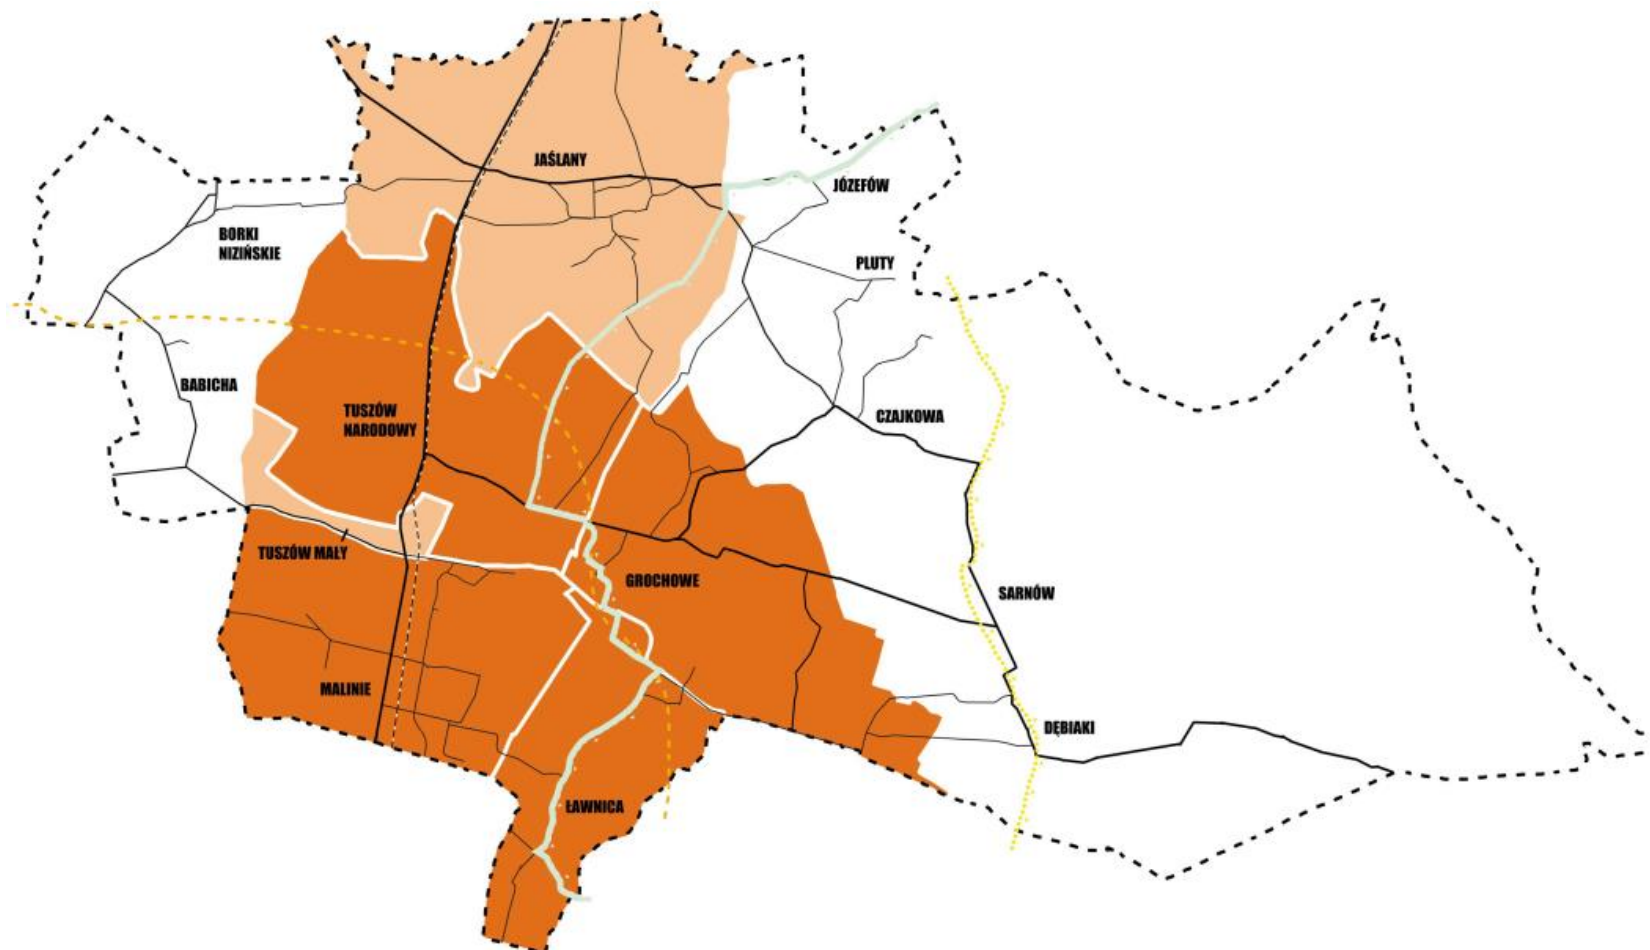 JAŚLANY
JÓZEFÓW
BORKI
NIZIŃSKIE
PLUTY
BABICHA
TUSZÓW
NARODOWY
CZAJKOWA
TUSZÓW MAŁY
GROCHOWE
SARNÓW
MALINIE
DĘBIAKI
ŁAWNICA